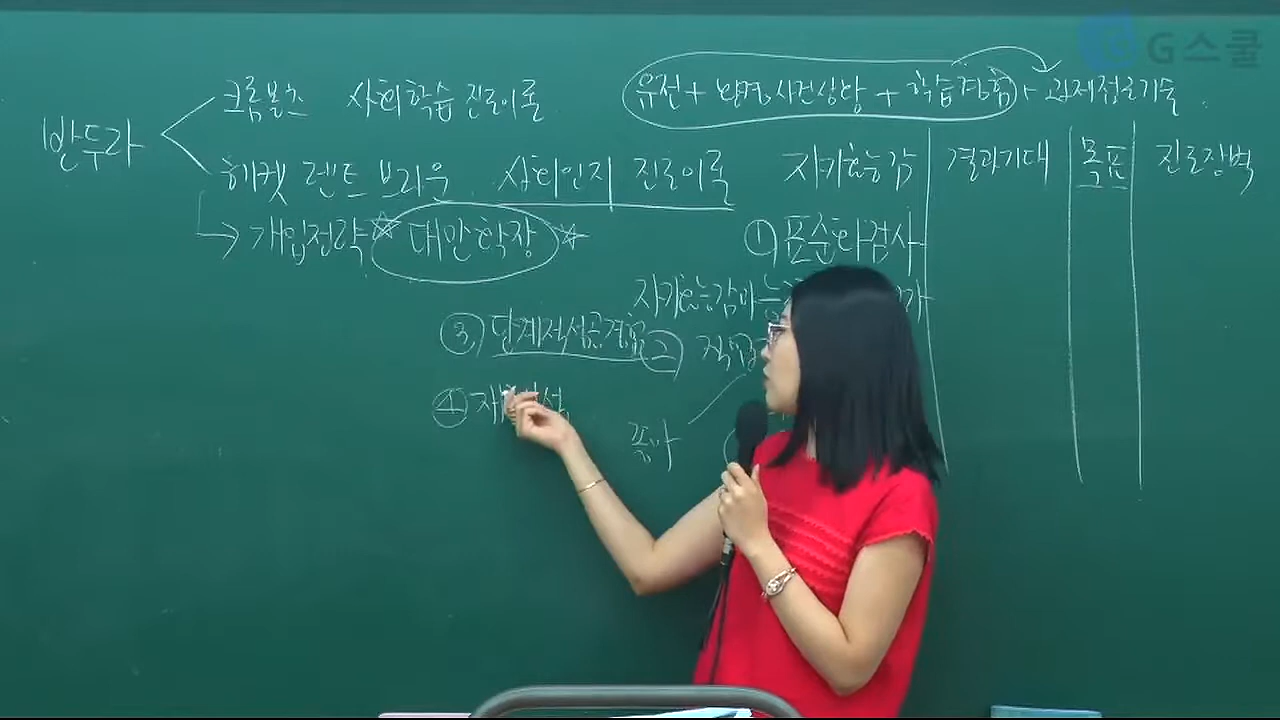 G스쿨
크롬볼츠 사회학습 진로이론
유전 + 환경사건상황 + 학습경험 → 과제접근기술
반두라
헤켓 렌트 브라운 사회인지 진로이론
자기효능감 결과기대 목표 진로장벽
→ 개입전략 ☆ 대안확장 ☆
① 표준화검사
자기효능감
③ 단계적성공경험
②
④ 재
좋아